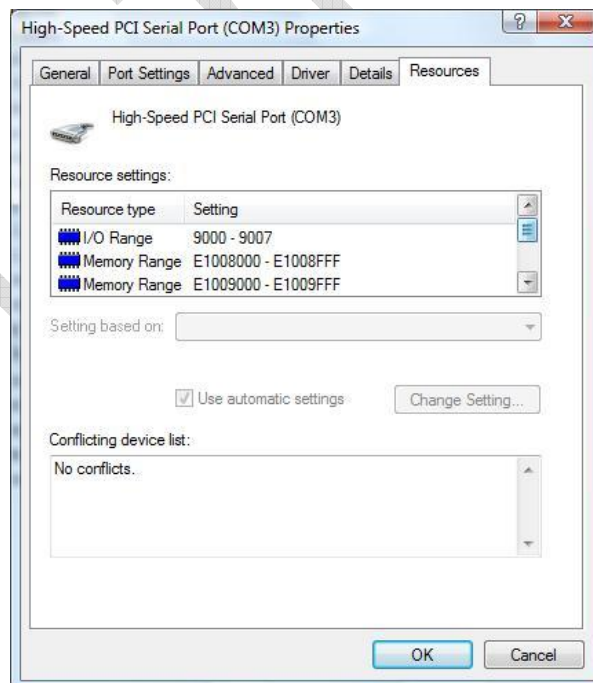 High-Speed PCI Serial Port (COM3) Properties
General Port Settings Advanced Driver Details Resources
High-Speed PCI Serial Port (COM3)
Resource settings:
Resource type Setting
I/O Range 9000 - 9007
Memory Range E1008000 - E1008FFF
Memory Range E1009000 - E1009FFF
Setting based on:
Use automatic settings Change Setting...
Conflicting device list:
No conflicts.
OK Cancel